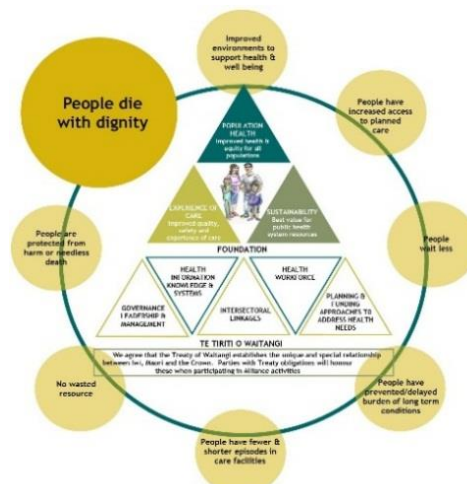 Improved
environments to
support health &
well being
People die
with dignity
People have
increased access
to planned
care
POPULATION
HEALTH
Improved health &
equity for all
populations
EXPERIENCE OF
CARE
Improved quality,
safety and
experience of care
SUSTAINABILITY
Best value for
public health
system resources
People are
protected from
harm or needless
death
People
wait less
FOUNDATION
HEALTH
INFORMATION
KNOWLEDGE &
SYSTEMS
HEALTH
WORKFORCE
GOVERNANCE
LEADERSHIP &
MANAGEMENT
INTERSECTORAL
LINKAGES
PLANNING &
FUNDING
APPROACHES TO
ADDRESS HEALTH
NEEDS
TE TIRITI O WAITANGI
We agree that the Treaty of Waitangi establishes the unique and special relationship
between Iwi, Maori and the Crown. Parties with Treaty obligations will honour
these when participating in Alliance activities
No wasted
resource
People have
prevented/delayed
burden of long term
conditions
People have fewer &
shorter episodes in
care facilities